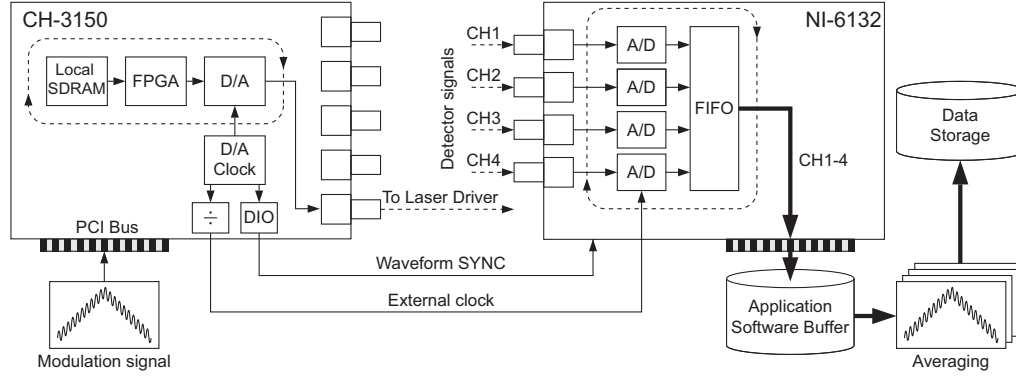 CH-3150
Local
SDRAM
FPGA
D/A
D/A
Clock
÷
DIO
PCI Bus
Modulation signal
To Laser Driver
Waveform SYNC
External clock
Detector signals
CH1
CH2
CH3
CH4
NI-6132
A/D
A/D
A/D
A/D
FIFO
CH1-4
Application
Software Buffer
Data
Storage
Averaging